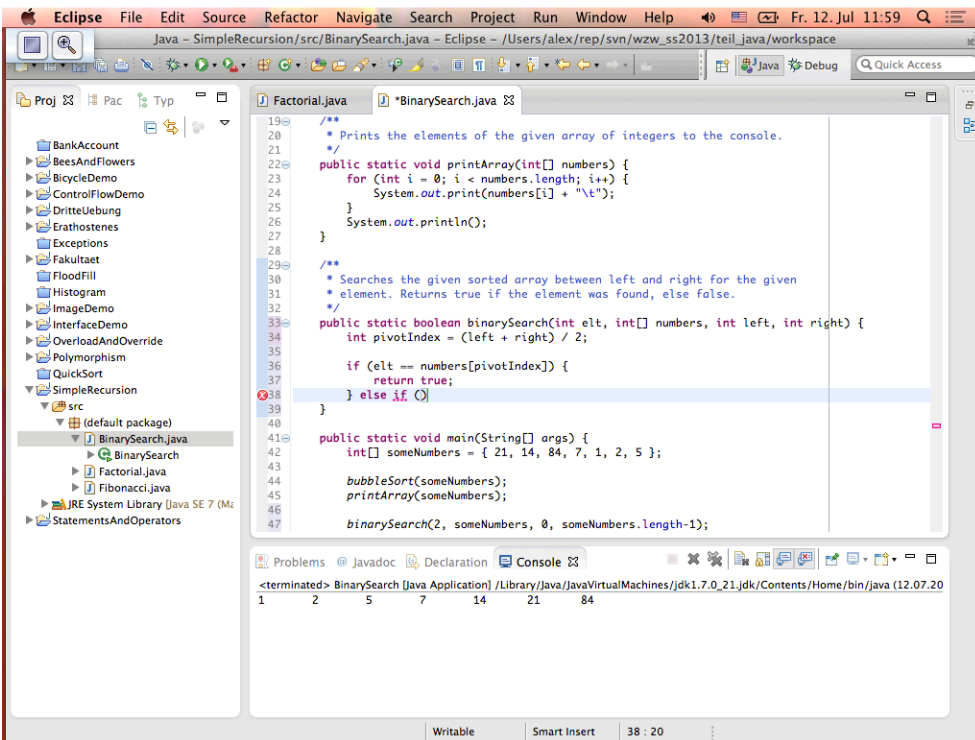 Eclipse File Edit Source Refactor Navigate Search Project Run Window Help Fr. 12. Jul 11:59
Java – SimpleRecursion/src/BinarySearch.java – Eclipse – /Users/alex/rep/svn/wzw_ss2013/teil_java/workspace
Java Debug Quick Access
Proj Pac Typ
BankAccount
BeesAndFlowers
BicycleDemo
ControlFlowDemo
DritteUebung
Erathostenes
Exceptions
Fakultaet
FloodFill
Histogram
ImageDemo
InterfaceDemo
OverloadAndOverride
Polymorphism
QuickSort
SimpleRecursion
src
(default package)
BinarySearch.java
BinarySearch
Factorial.java
Fibonacci.java
JRE System Library [Java SE 7 (Ma
StatementsAndOperators
Factorial.java *BinarySearch.java
19 /**
20 * Prints the elements of the given array of integers to the console.
21 */
22 public static void printArray(int[] numbers) {
23 for (int i = 0; i < numbers.length; i++) {
24 System.out.print(numbers[i] + "\t");
25 }
26 System.out.println();
27 }
28
29 /**
30 * Searches the given sorted array between left and right for the given
31 * element. Returns true if the element was found, else false.
32 */
33 public static boolean binarySearch(int elt, int[] numbers, int left, int right) {
34 int pivotIndex = (left + right) / 2;
35
36 if (elt == numbers[pivotIndex]) {
37 return true;
38 } else if ()
39 }
40
41 public static void main(String[] args) {
42 int[] someNumbers = { 21, 14, 84, 7, 1, 2, 5 };
43
44 bubbleSort(someNumbers);
45 printArray(someNumbers);
46
47 binarySearch(2, someNumbers, 0, someNumbers.length-1);
Problems @ Javadoc Declaration Console
<terminated> BinarySearch [Java Application] /Library/Java/JavaVirtualMachines/jdk1.7.0_21.jdk/Contents/Home/bin/java (12.07.20
1 2 5 7 14 21 84
Writable Smart Insert 38 : 20